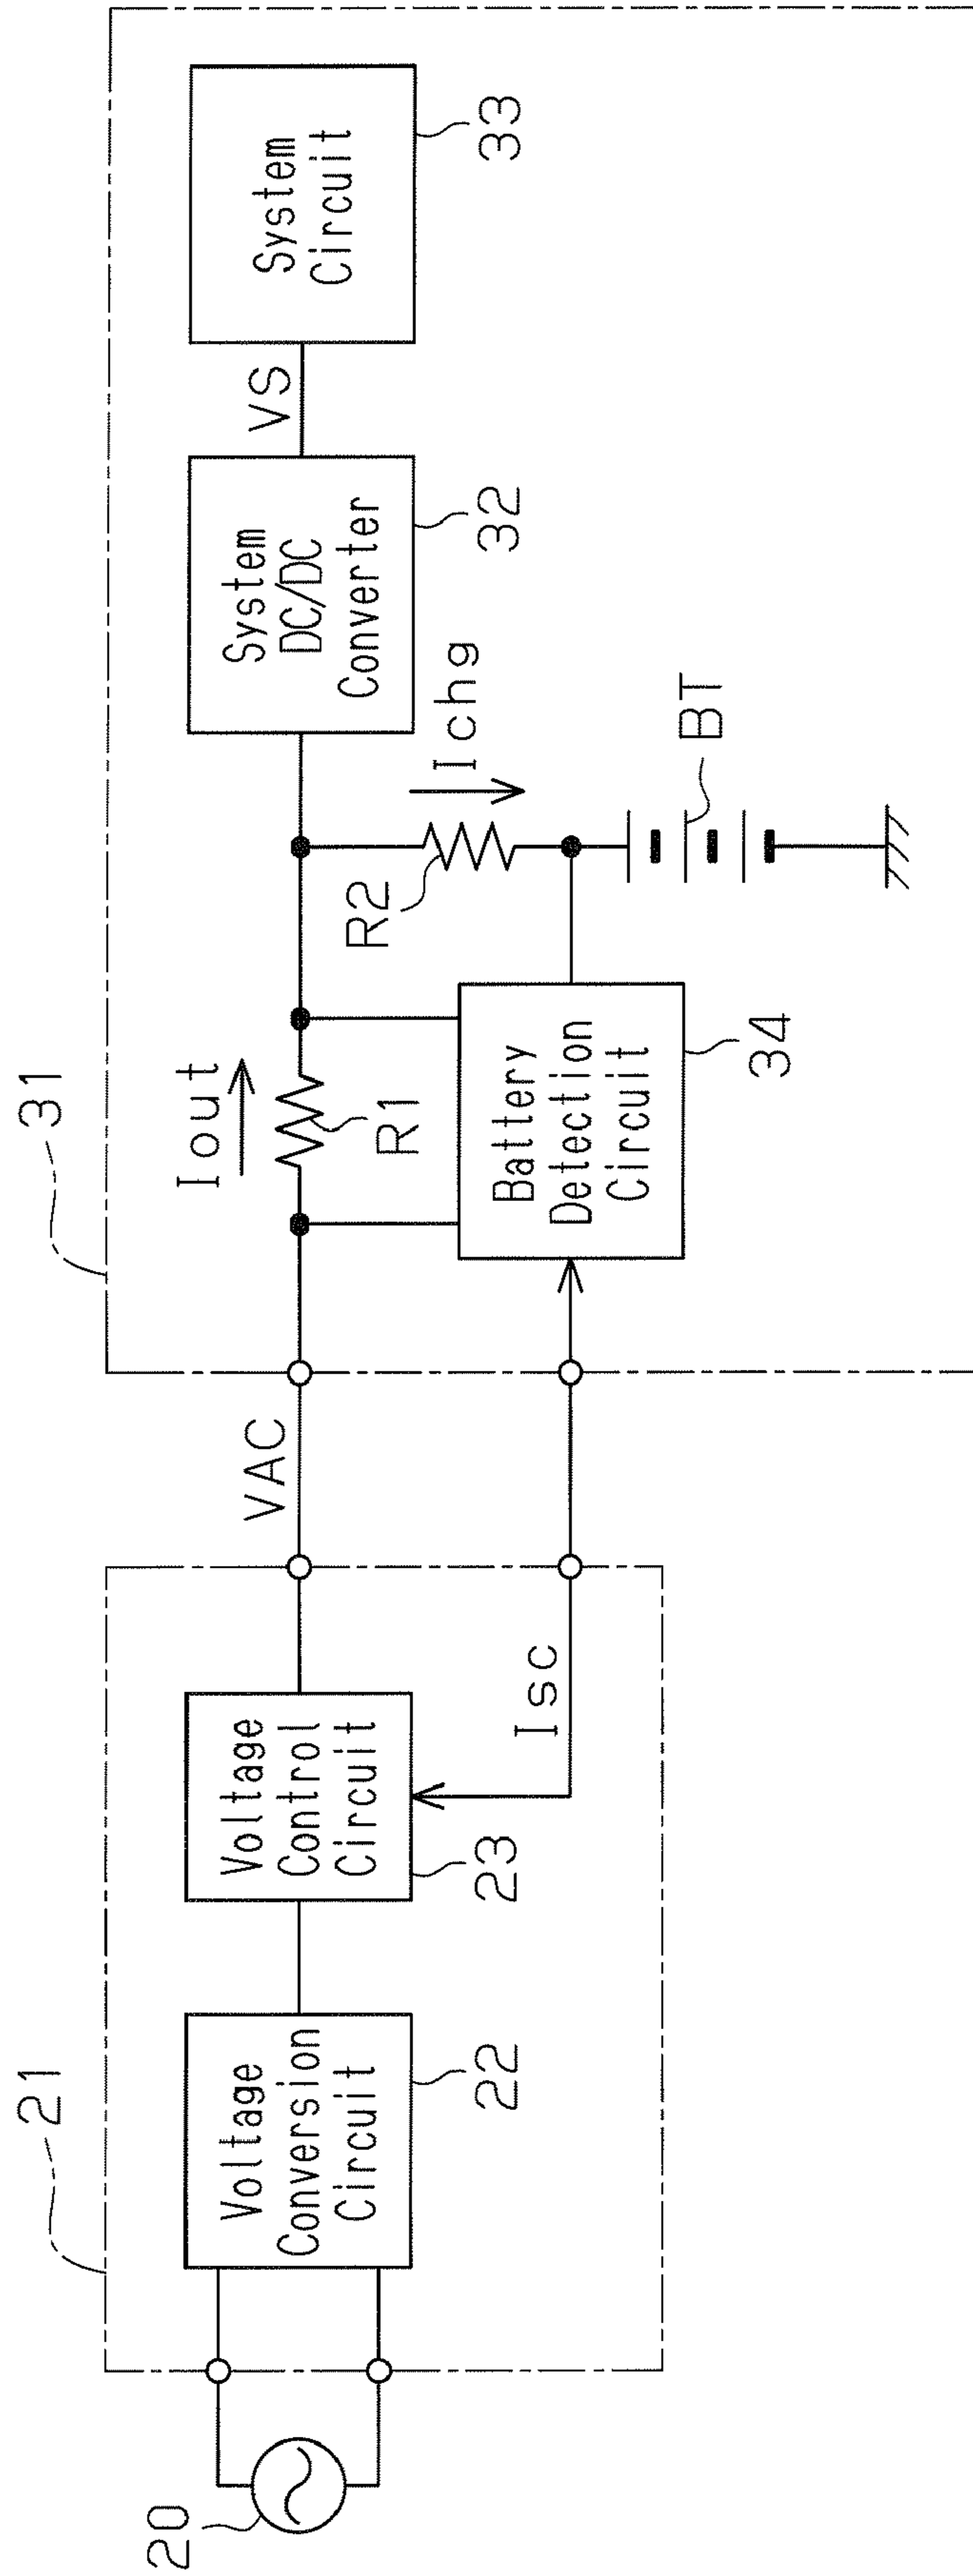 21
31
20
Voltage
Conversion
Circuit
22
Voltage
Control
Circuit
23
Isc
VAC
Iout
R1
Battery
Detection
Circuit
34
R2
Ichg
BT
System
DC/DC
Converter
32
VS
System
Circuit
33